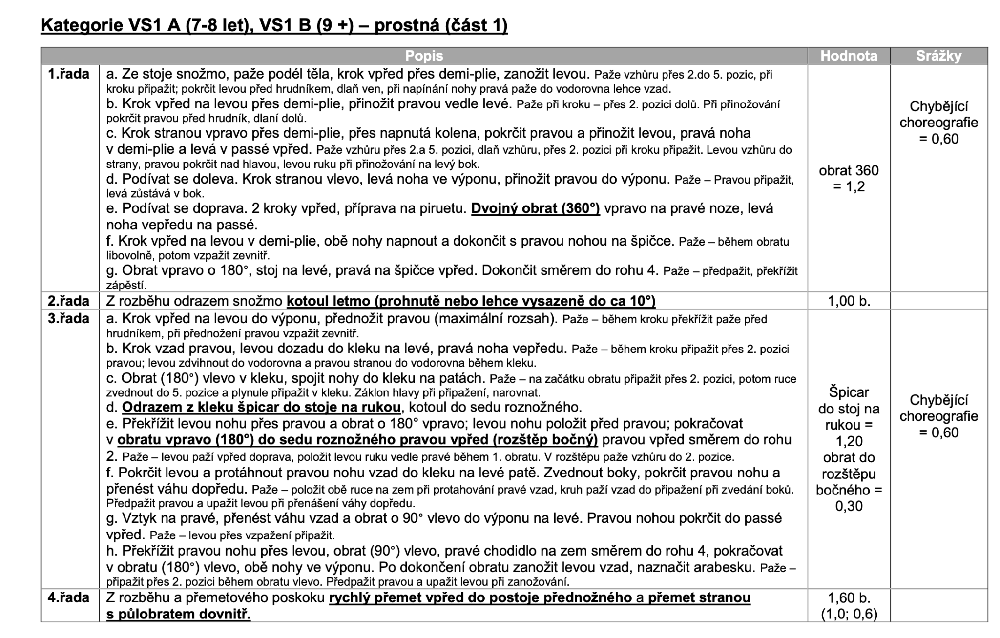 Kategorie VS1 A (7-8 let), VS1 B (9 +) – prostná (část 1)
Popis Hodnota Srážky
1.řada
a. Ze stoje snožmo, paže podél těla, krok vpřed přes demi-plie, zanožit levou. Paže vzhůru přes 2.do 5. pozic, při
kroku připažit; pokrčit levou před hrudníkem, dlaň ven, při napínání nohy pravá paže do vodorovna lehce vzad.
b. Krok vpřed na levou přes demi-plie, přinožit pravou vedle levé. Paže při kroku – přes 2. pozici dolů. Při přinožování
pokrčit pravou před hrudník, dlaní dolů.
c. Krok stranou vpravo přes demi-plie, přes napnutá kolena, pokrčit pravou a přinožit levou, pravá noha
v demi-plie a levá v passé vpřed. Paže vzhůru přes 2.a 5. pozici, dlaň vzhůru, přes 2. pozici při kroku připažit. Levou vzhůru do
strany, pravou pokrčit nad hlavou, levou ruku při přinožování na levý bok.
d. Podívat se doleva. Krok stranou vlevo, levá noha ve výponu, přinožit pravou do výponu. Paže – Pravou připažit,
levá zůstává v bok.
e. Podívat se doprava. 2 kroky vpřed, příprava na piruetu. Dvojný obrat (360°) vpravo na pravé noze, levá
noha vepředu na passé.
f. Krok vpřed na levou v demi-plie, obě nohy napnout a dokončit s pravou nohou na špičce. Paže – během obratu
libovolně, potom vzpažit zevnitř.
g. Obrat vpravo o 180°, stoj na levé, pravá na špičce vpřed. Dokončit směrem do rohu 4. Paže – předpažit, překřížit
zápěstí.
obrat 360
= 1,2
Chybějící
choreografie
= 0,60
2.řada Z rozběhu odrazem snožmo kotoul letmo (prohnutě nebo lehce vysazeně do ca 10°) 1,00 b.
3.řada
a. Krok vpřed na levou do výponu, přednožit pravou (maximální rozsah). Paže – během kroku překřížit paže před
hrudníkem, při přednožení pravou vzpažit zevnitř.
b. Krok vzad pravou, levou dozadu do kleku na levé, pravá noha vepředu. Paže – během kroku připažit přes 2. pozici
pravou; levou zdvihnout do vodorovna a pravou stranou do vodorovna během kleku.
c. Obrat (180°) vlevo v kleku, spojit nohy do kleku na patách. Paže – na začátku obratu připažit přes 2. pozici, potom ruce
zvednout do 5. pozice a plynule připažit v kleku. Záklon hlavy při připažení, narovnat.
d. Odrazem z kleku špicar do stoje na rukou, kotoul do sedu roznožného.
e. Překřížit levou nohu přes pravou a obrat o 180° vpravo; levou nohu položit před pravou; pokračovat
v obratu vpravo (180°) do sedu roznožného pravou vpřed (rozštěp bočný) pravou vpřed směrem do rohu
2. Paže – levou paží vpřed doprava, položit levou ruku vedle pravé během 1. obratu. V rozštěpu paže vzhůru do 2. pozice.
f. Pokrčit levou a protáhnout pravou nohu vzad do kleku na levé patě. Zvednout boky, pokrčit pravou nohu a
přenést váhu dopředu. Paže – položit obě ruce na zem při protahování pravé vzad, kruh paží vzad do připažení při zvedání boků.
Předpažit pravou a upažit levou při přenášení váhy dopředu.
g. Vztyk na pravé, přenést váhu vzad a obrat o 90° vlevo do výponu na levé. Pravou nohou pokrčit do passé
vpřed. Paže – levou přes vzpažení připažit.
h. Překřížit pravou nohu přes levou, obrat (90°) vlevo, pravé chodidlo na zem směrem do rohu 4, pokračovat
v obratu (180°) vlevo, obě nohy ve výponu. Po dokončení obratu zanožit levou vzad, naznačit arabesku. Paže –
připažit přes 2. pozici během obratu vlevo. Předpažit pravou a upažit levou při zanožování.
Špicar
do stoj na
rukou =
1,20
obrat do
rozštěpu
bočného =
0,30
Chybějící
choreografie
= 0,60
4.řada
Z rozběhu a přemetového poskoku rychlý přemet vpřed do postoje přednožného a přemet stranou
s půlobratem dovnitř.
1,60 b.
(1,0; 0,6)